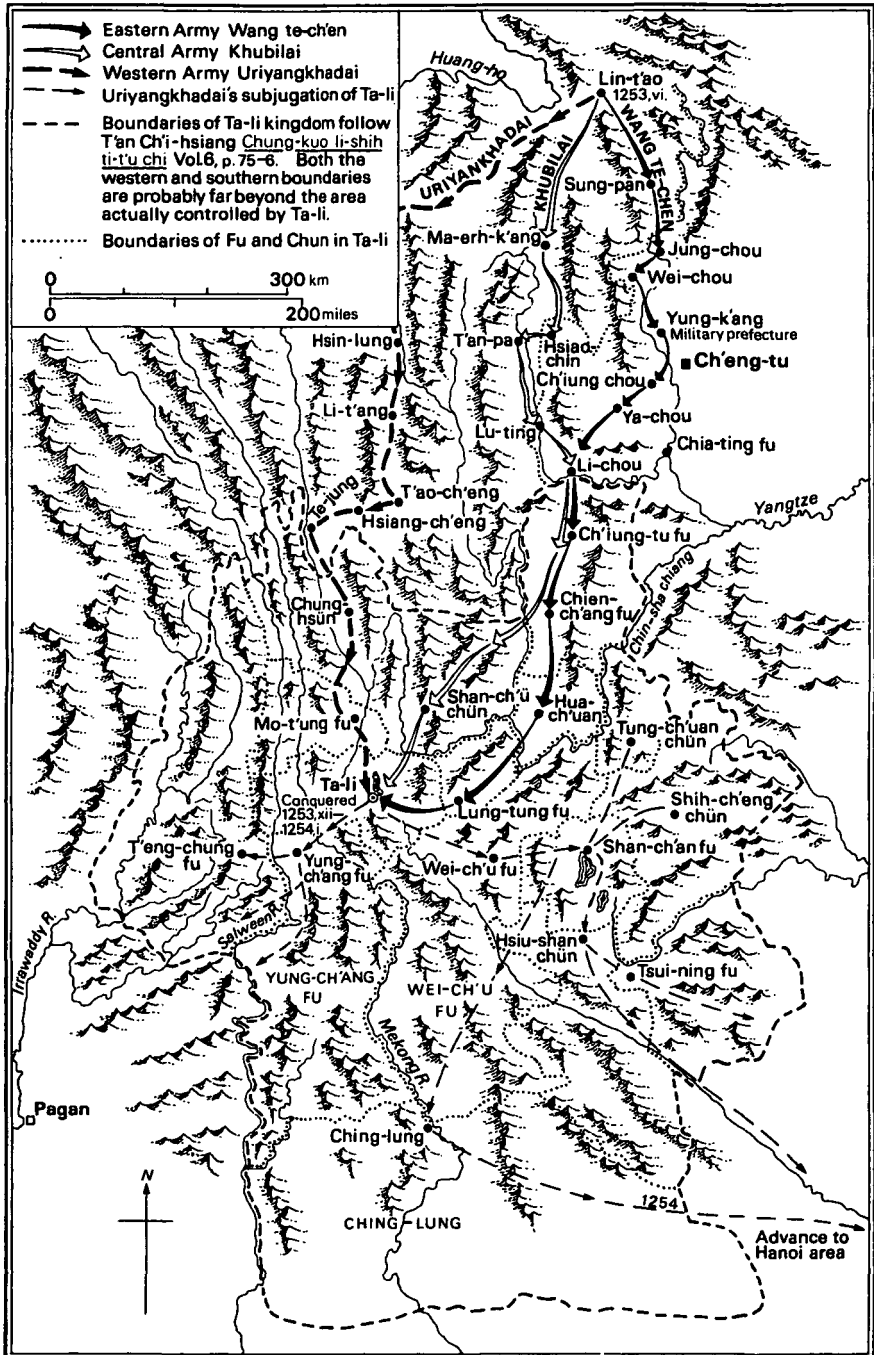 Eastern Army Wang te-ch'en
Central Army Khubilai
Western Army Uriyangkhadai
Uriyangkhadai's subjugation of Ta-li
Boundaries of Ta-li kingdom follow
T'an Ch'i-hsiang Chung-kuo li-shih
ti-t'u chi Vol.6, p.75-6. Both the
western and southern boundaries
are probably far beyond the area
actually controlled by Ta-li.
Boundaries of Fu and Chun in Ta-li
0 300 km
0 200 miles
Huang-ho
Lin-t'ao
1253,vi.
URIYANKHADAI
KHUBILAI
WANG TE-CHEN
Sung-pan
Ma-erh-k'ang
Jung-chou
Wei-chou
Yung-k'ang
Military prefecture
Hsin-lung
T'an-pa
Hsiao-
chin
Ch'eng-tu
Ch'iung chou
Li-t'ang
Ya-chou
Lu-ting
Chia-ting fu
Li-chou
T'ao-ch'eng
Te-jung
Hsiang-ch'eng
Yangtze
Ch'iung-tu fu
Chin-sha chiang
Chung-
hsün
Chien-
ch'ang fu
Shan-ch'ü
chün
Hua-
ch'uan
Mo-t'ung fu
Tung-ch'uan
chün
Ta-li
Conquered
1253,xii
1254,i
Lung-tung fu
Shih-ch'eng
chün
T'eng-chung
fu
Yung-
ch'ang fu
Wei-ch'u fu
Shan-ch'an fu
Irrawaddy R.
Salween R.
Hsiu-shan
chün
Tsui-ning fu
YUNG-CH'ANG
FU
WEI-CH'U
FU
Mekong R.
Pagan
Ching-lung
N
CHING-LUNG
1254
Advance to
Hanoi area